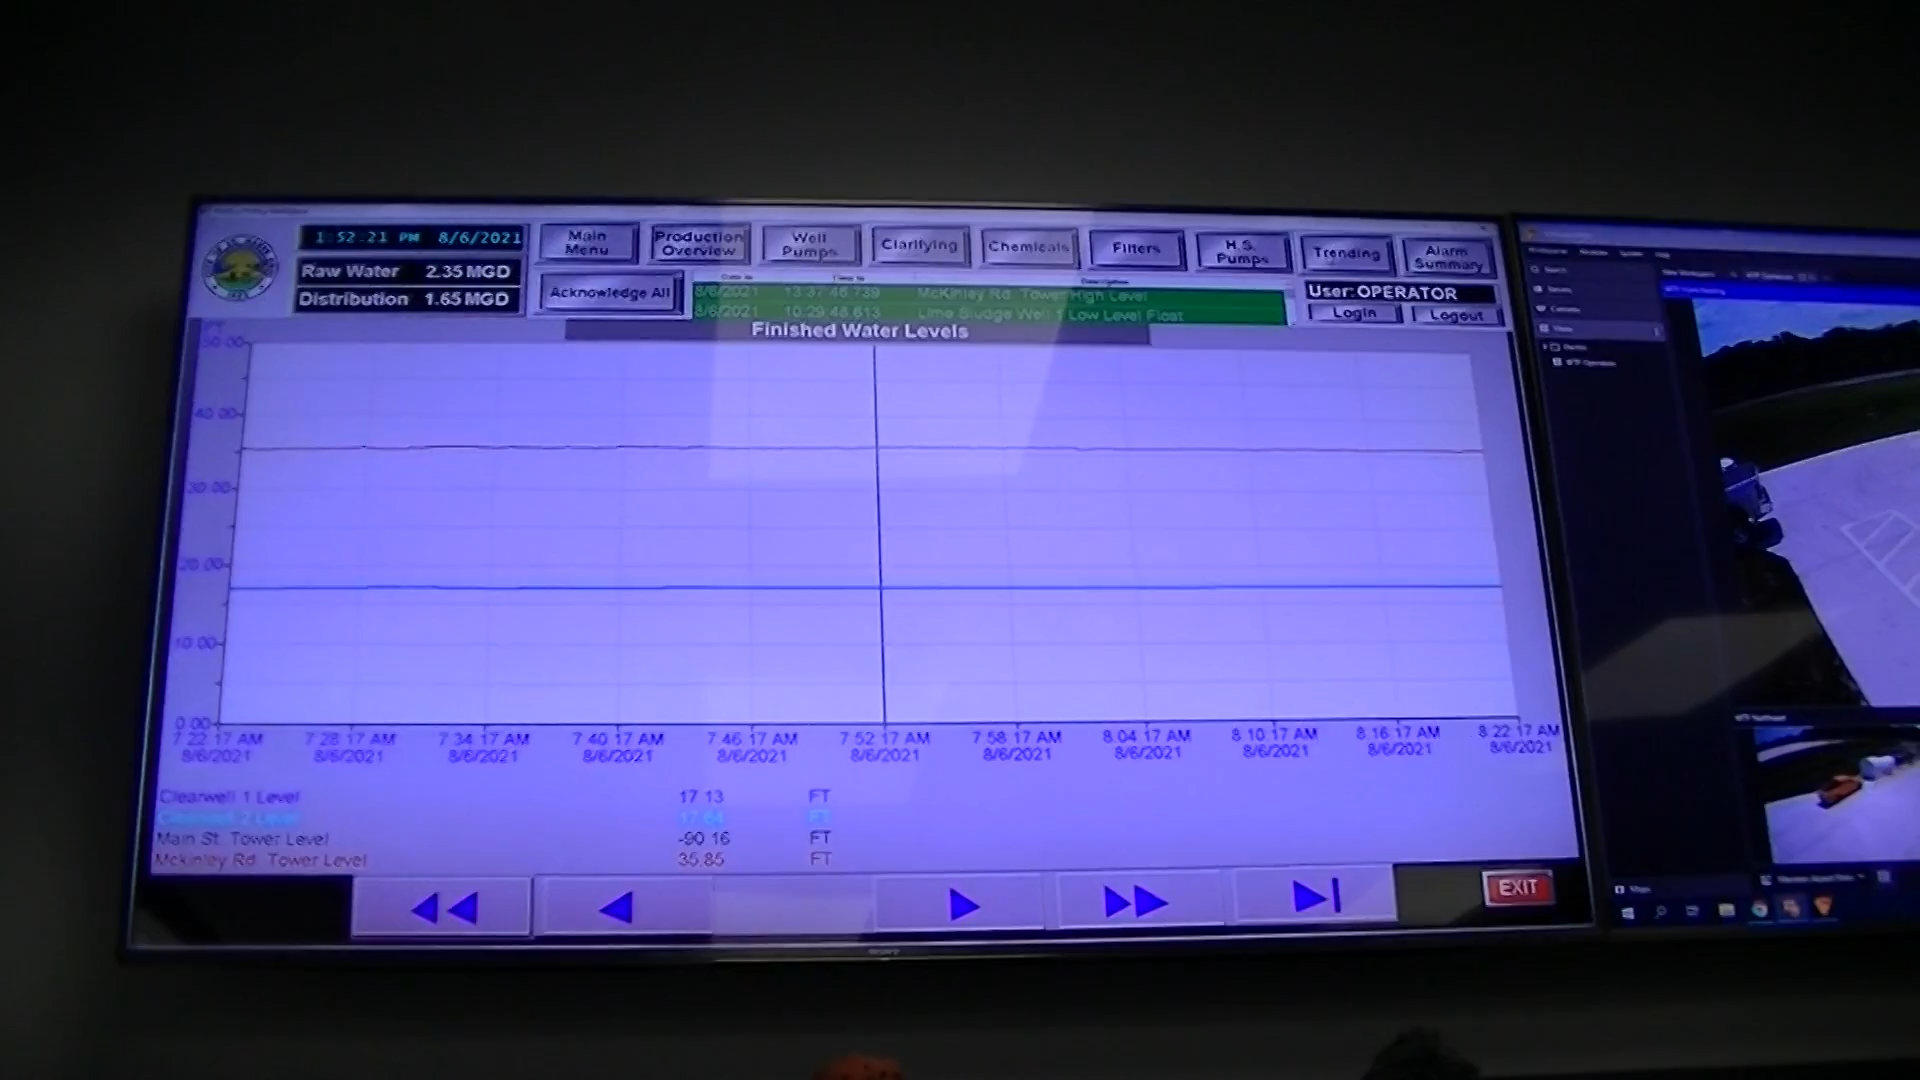 1:52:21 PM 8/6/2021
Raw Water 2.35 MGD
Distribution 1.65 MGD
Main Menu
Production Overview
Well Pumps
Clarifying
Chemicals
Filters
H.S. Pumps
Trending
Alarm Summary
Acknowledge All
8/6/2021 13:37:46.739 McKinley Rd. Tower High Level
8/6/2021 10:29:48.613 Lime Sludge Well 1 Low Level Float
User: OPERATOR
Login
Logout
Finished Water Levels
FT
50.00
40.00
30.00
20.00
10.00
0.00
7:22:17 AM 7:28:17 AM 7:34:17 AM 7:40:17 AM 7:46:17 AM 7:52:17 AM 7:58:17 AM 8:04:17 AM 8:10:17 AM 8:16:17 AM 8:22:17 AM
8/6/2021 8/6/2021 8/6/2021 8/6/2021 8/6/2021 8/6/2021 8/6/2021 8/6/2021 8/6/2021 8/6/2021 8/6/2021
Clearwell 1 Level 17.13 FT
Clearwell 2 Level 17.64
Main St. Tower Level -90.16 FT
Mckinley Rd. Tower Level 35.85 FT
EXIT
SONY